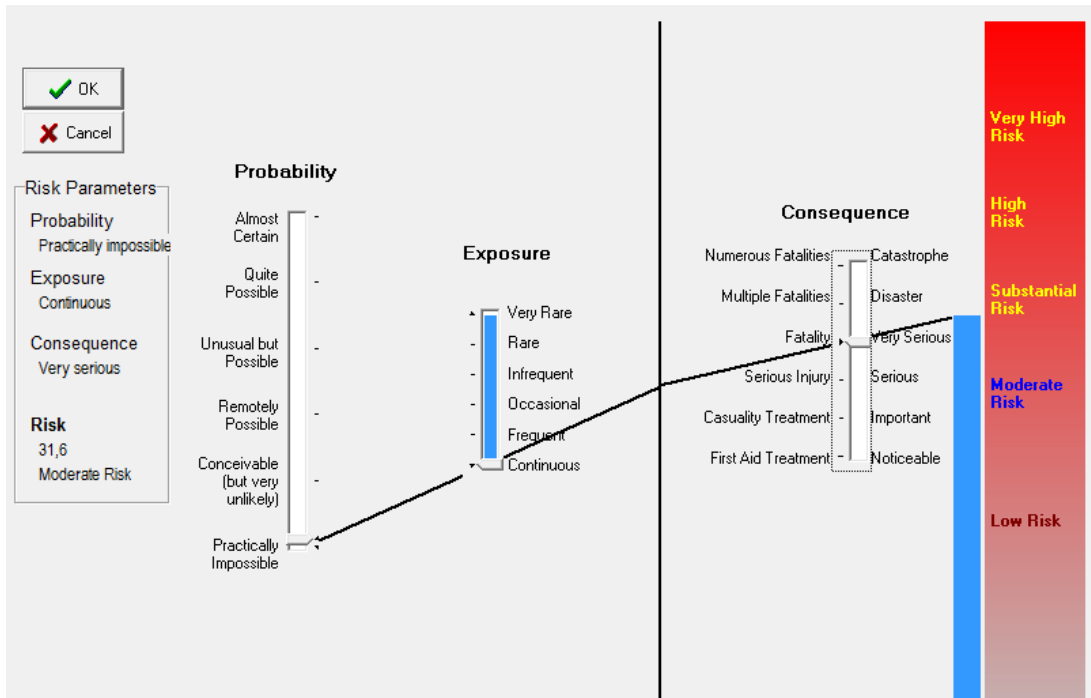 OK
Cancel
Risk Parameters
Probability
Practically impossible
Exposure
Continuous
Consequence
Very serious
Risk
31,6
Moderate Risk
Probability
Almost
Certain
Quite
Possible
Unusual but
Possible
Remotely
Possible
Conceivable
(but very
unlikely)
Practically
Impossible
Exposure
Very Rare
Rare
Infrequent
Occasional
Frequent
Continuous
Consequence
Numerous Fatalities
Catastrophe
Multiple Fatalities
Disaster
Fatality
Very Serious
Serious Injury
Serious
Casuality Treatment
Important
First Aid Treatment
Noticeable
Very High
Risk
High
Risk
Substantial
Risk
Moderate
Risk
Low Risk